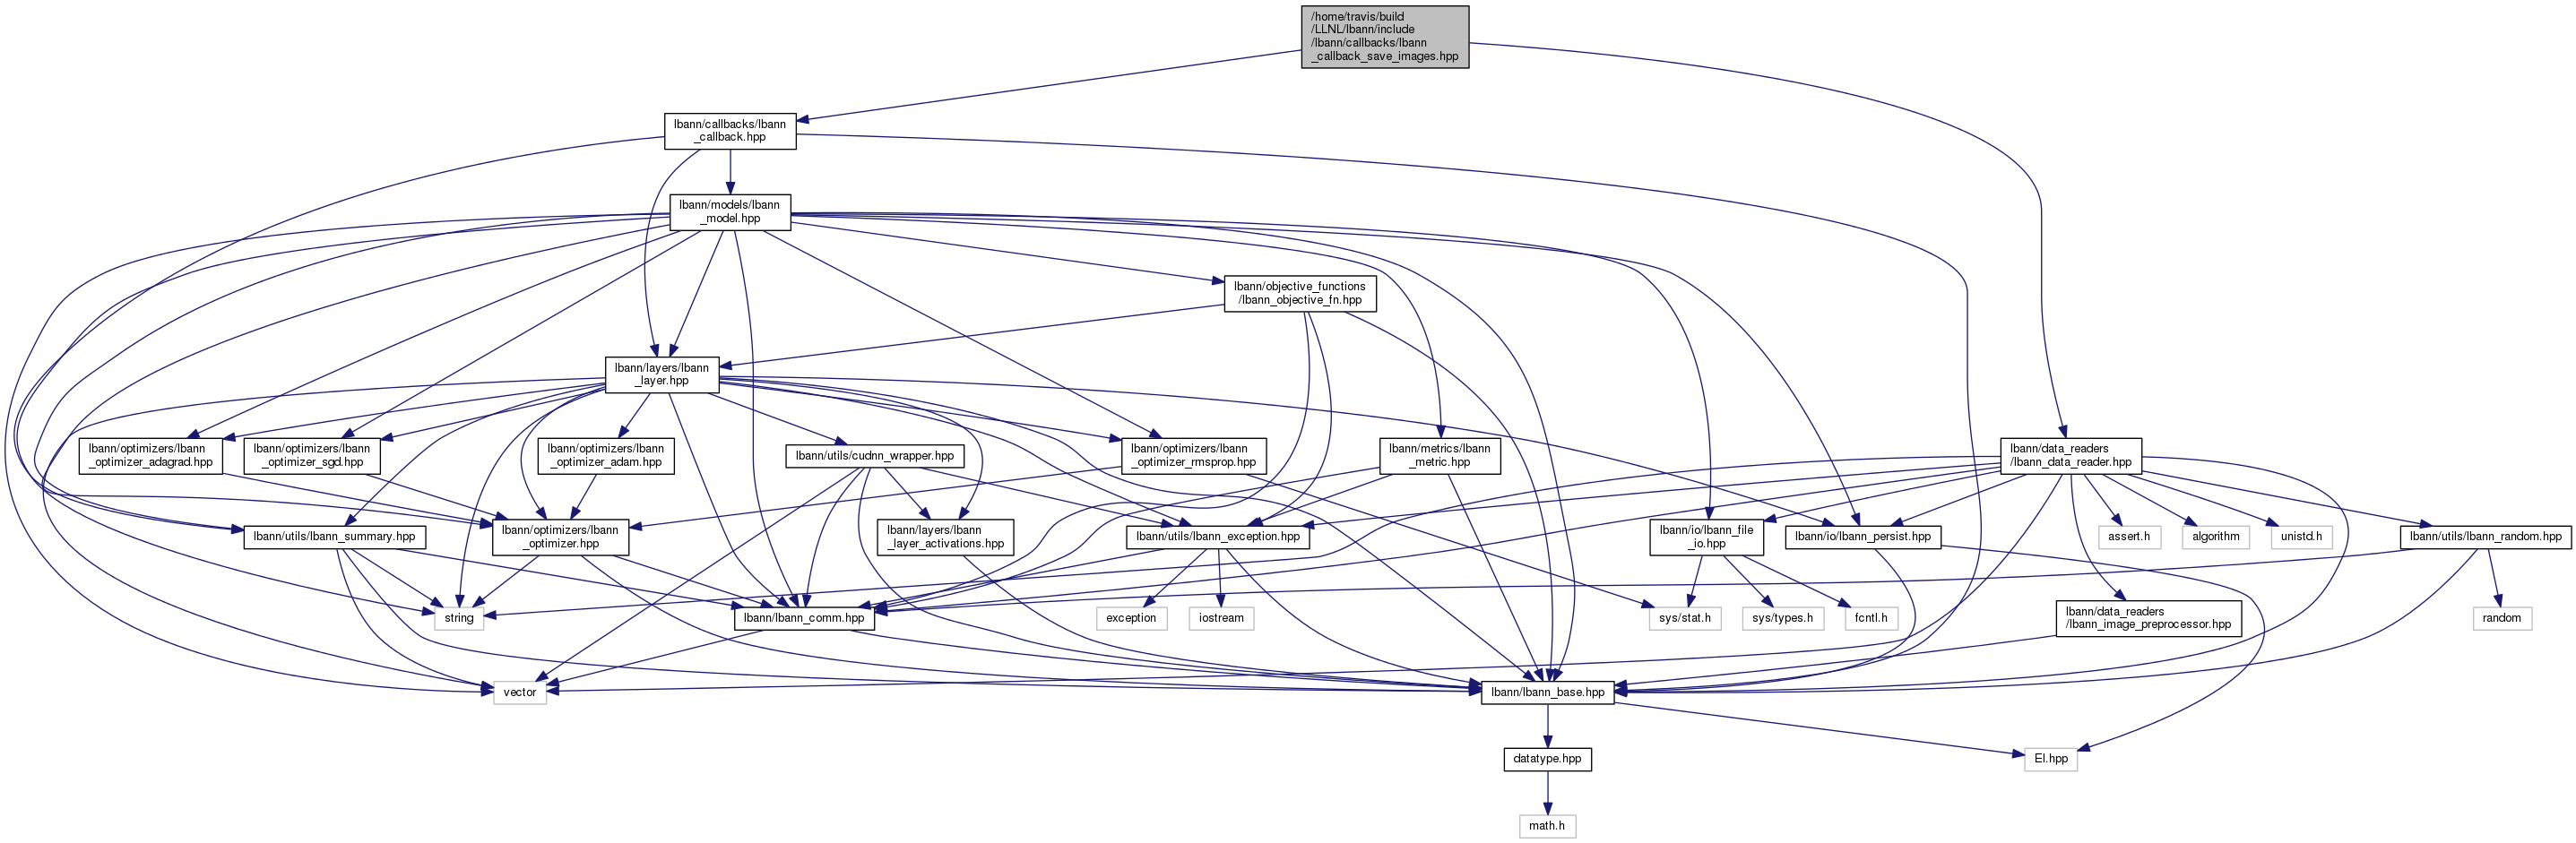 /home/travis/build
/LLNL/lbann/include
/lbann/callbacks/lbann
_callback_save_images.hpp
lbann/callbacks/lbann
_callback.hpp
lbann/models/lbann
_model.hpp
lbann/objective_functions
/lbann_objective_fn.hpp
lbann/layers/lbann
_layer.hpp
lbann/optimizers/lbann
_optimizer_adagrad.hpp
lbann/optimizers/lbann
_optimizer_sgd.hpp
lbann/optimizers/lbann
_optimizer_adam.hpp
lbann/utils/cudnn_wrapper.hpp
lbann/optimizers/lbann
_optimizer_rmsprop.hpp
lbann/metrics/lbann
_metric.hpp
lbann/data_readers
/lbann_data_reader.hpp
lbann/utils/lbann_summary.hpp
lbann/optimizers/lbann
_optimizer.hpp
lbann/layers/lbann
_layer_activations.hpp
lbann/utils/lbann_exception.hpp
lbann/io/lbann_file
_io.hpp
lbann/io/lbann_persist.hpp
assert.h
algorithm
unistd.h
lbann/utils/lbann_random.hpp
string
lbann/lbann_comm.hpp
exception
iostream
sys/stat.h
sys/types.h
fcntl.h
lbann/data_readers
/lbann_image_preprocessor.hpp
random
vector
lbann/lbann_base.hpp
datatype.hpp
El.hpp
math.h